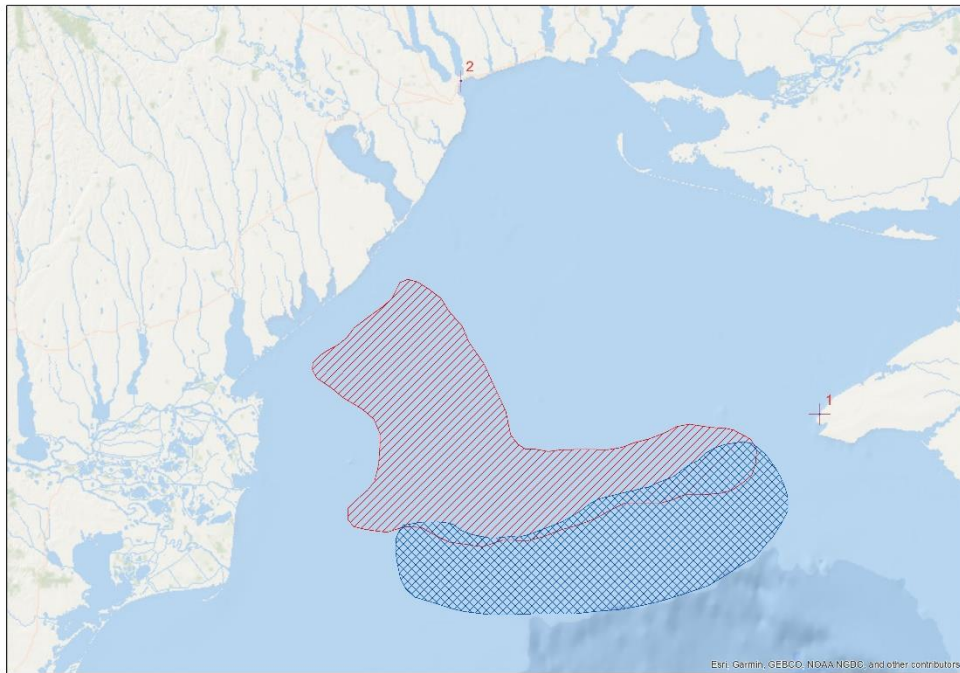 2
1
Esri, Garmin, GEBCO, NOAA NGDC, and other contributors